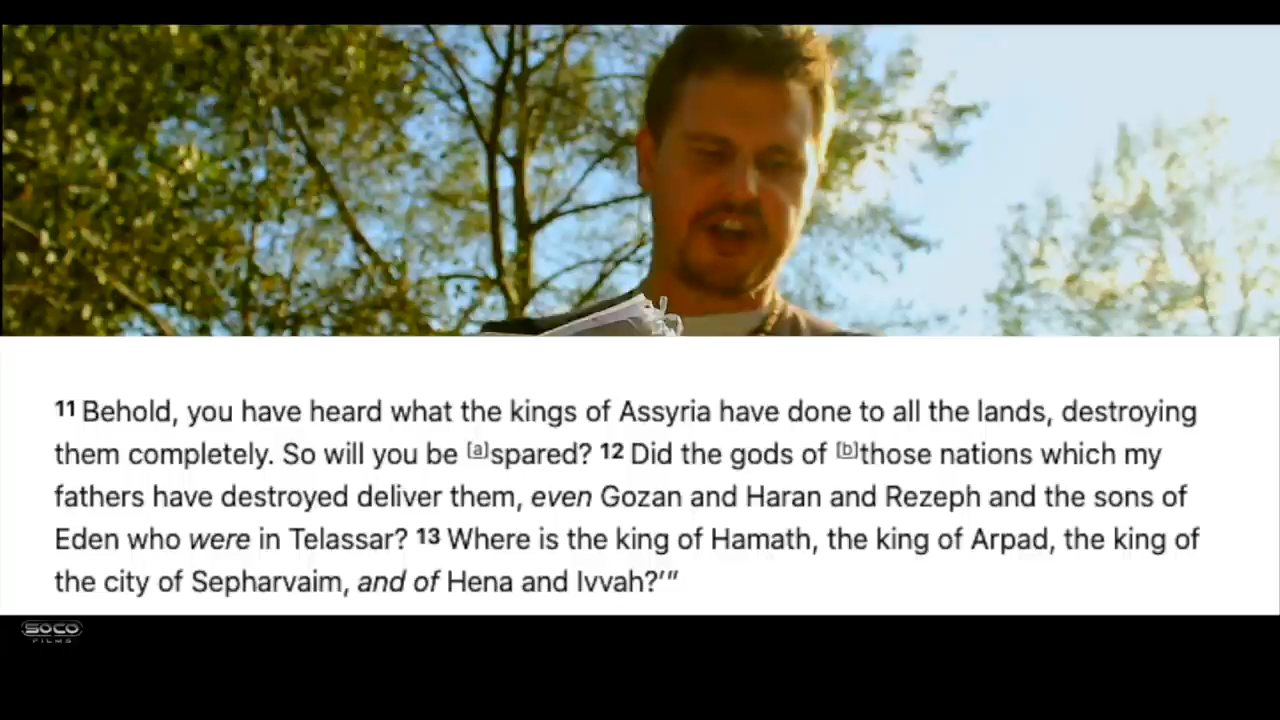 11 Behold, you have heard what the kings of Assyria have done to all the lands, destroying
them completely. So will you be [a]spared? 12 Did the gods of [b]those nations which my
fathers have destroyed deliver them, even Gozan and Haran and Rezeph and the sons of
Eden who were in Telassar? 13 Where is the king of Hamath, the king of Arpad, the king of
the city of Sepharvaim, and of Hena and Ivvah?’”
SOCO
FILMS